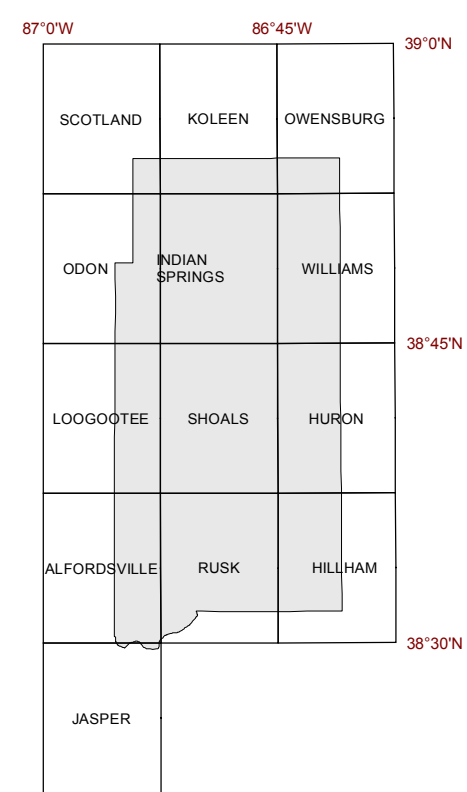 87°0'W 86°45'W
39°0'N
SCOTLAND KOLEEN OWENSBURG
ODON INDIAN SPRINGS WILLIAMS
38°45'N
LOOGOOTEE SHOALS HURON
ALFORDSVILLE RUSK HILLHAM
38°30'N
JASPER